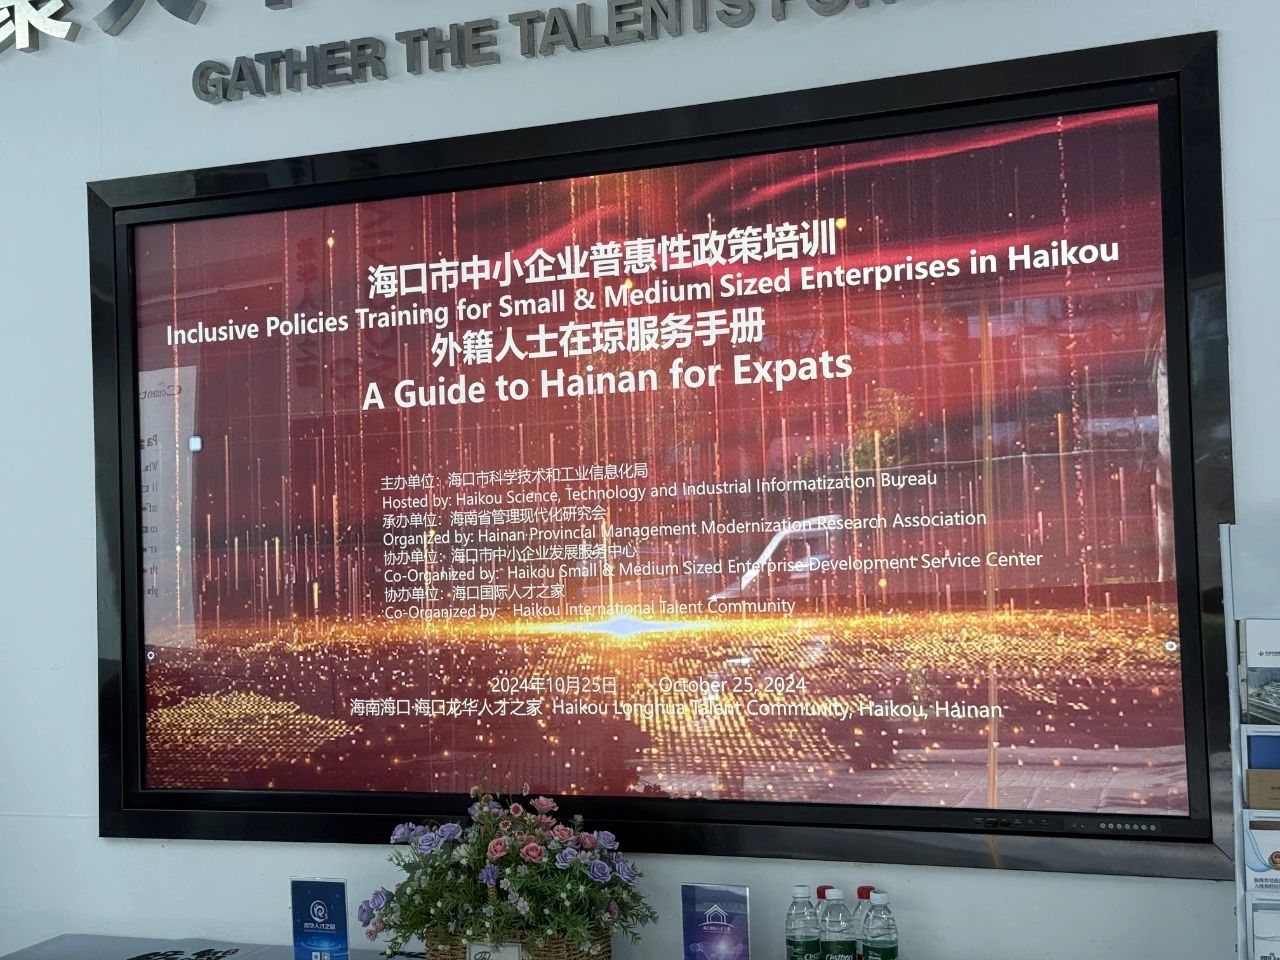 GATHER THE TALENTS FOR
海口市中小企业普惠性政策培训
Inclusive Policies Training for Small & Medium Sized Enterprises in Haikou
外籍人士在琼服务手册
A Guide to Hainan for Expats
主办单位：海口市科学技术和工业信息化局
Hosted by: Haikou Science, Technology and Industrial Informatization Bureau
承办单位：海南省管理现代化研究会
Organized by: Hainan Provincial Management Modernization Research Association
协办单位：海口市中小企业发展服务中心
Co-Organized by: Haikou Small & Medium Sized Enterprise Development Service Center
协办单位：海口国际人才之家
Co-Organized by: Haikou International Talent Community
2024年10月25日 October 25, 2024
海南海口·海口龙华人才之家 Haikou Longhua Talent Community, Haikou, Hainan
龙华人才之家
Cestbon